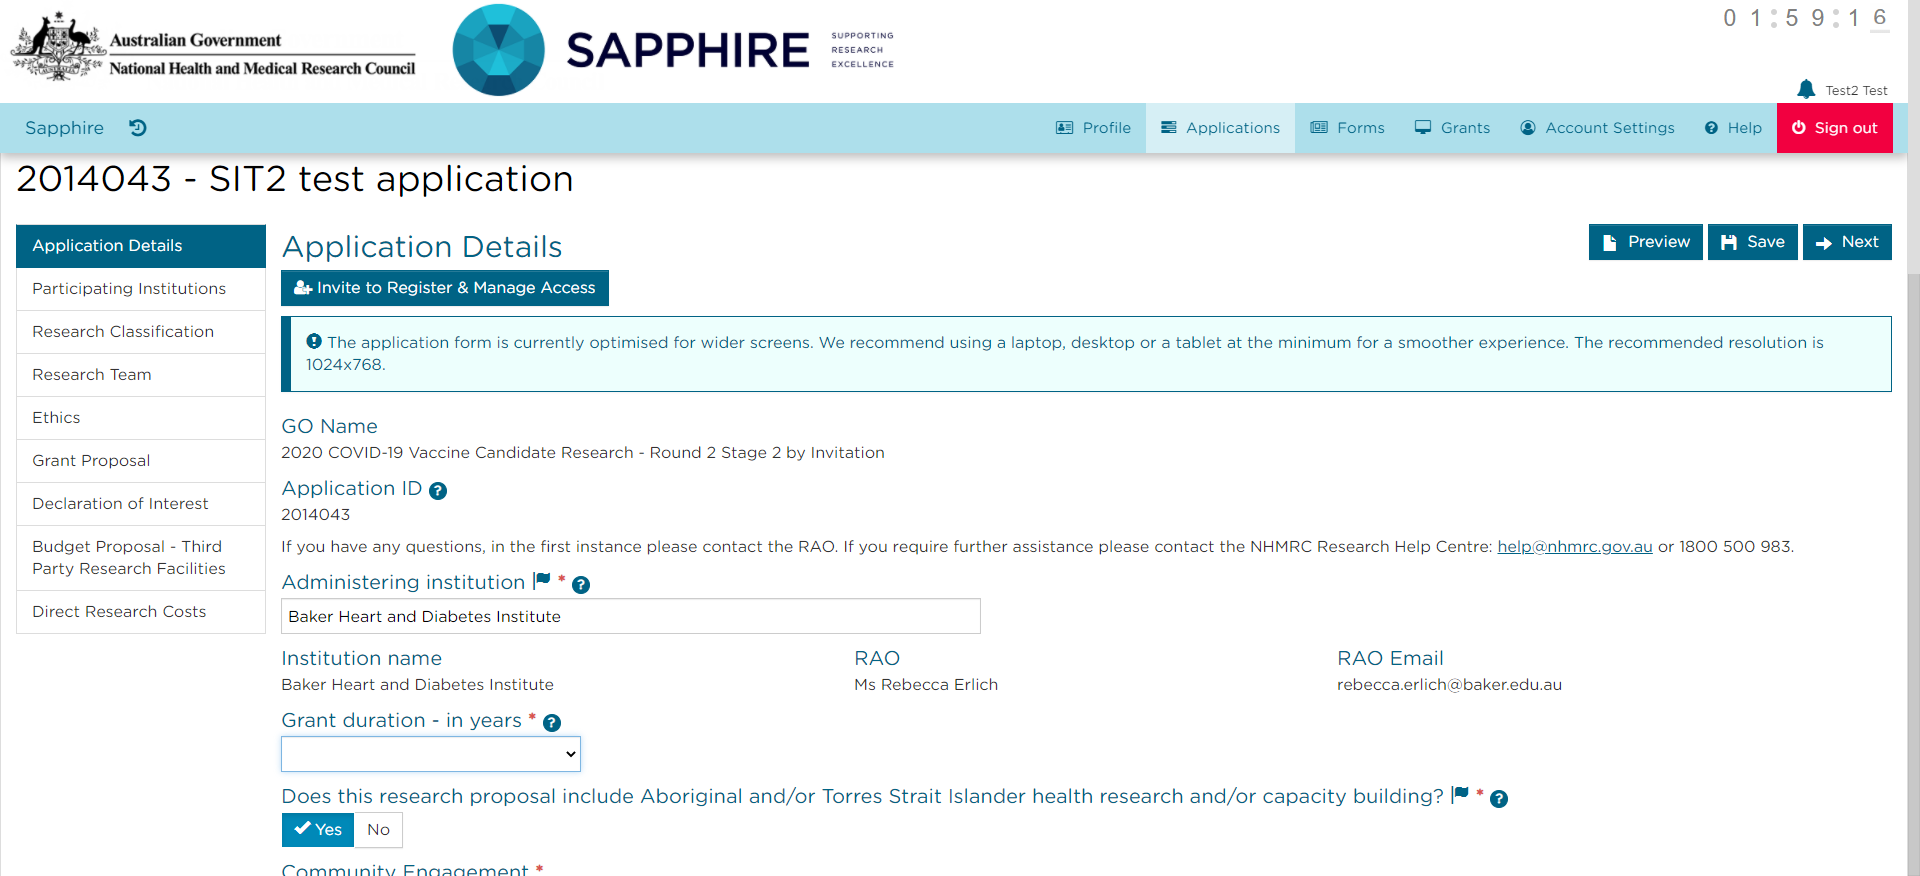 Australian Government
National Health and Medical Research Council
SAPPHIRE
SUPPORTING
RESEARCH
EXCELLENCE
01:59:16
Test2 Test
Sapphire
Profile
Applications
Forms
Grants
Account Settings
Help
Sign out
2014043 - SIT2 test application
Application Details
Participating Institutions
Research Classification
Research Team
Ethics
Grant Proposal
Declaration of Interest
Budget Proposal - Third
Party Research Facilities
Direct Research Costs
Application Details
Preview
Save
Next
Invite to Register & Manage Access
The application form is currently optimised for wider screens. We recommend using a laptop, desktop or a tablet at the minimum for a smoother experience. The recommended resolution is
1024x768.
GO Name
2020 COVID-19 Vaccine Candidate Research - Round 2 Stage 2 by Invitation
Application ID
2014043
If you have any questions, in the first instance please contact the RAO. If you require further assistance please contact the NHMRC Research Help Centre: help@nhmrc.gov.au or 1800 500 983.
Administering institution *
Baker Heart and Diabetes Institute
Institution name
Baker Heart and Diabetes Institute
RAO
Ms Rebecca Erlich
RAO Email
rebecca.erlich@baker.edu.au
Grant duration - in years *
Does this research proposal include Aboriginal and/or Torres Strait Islander health research and/or capacity building? *
Yes
No
Community Engagement *